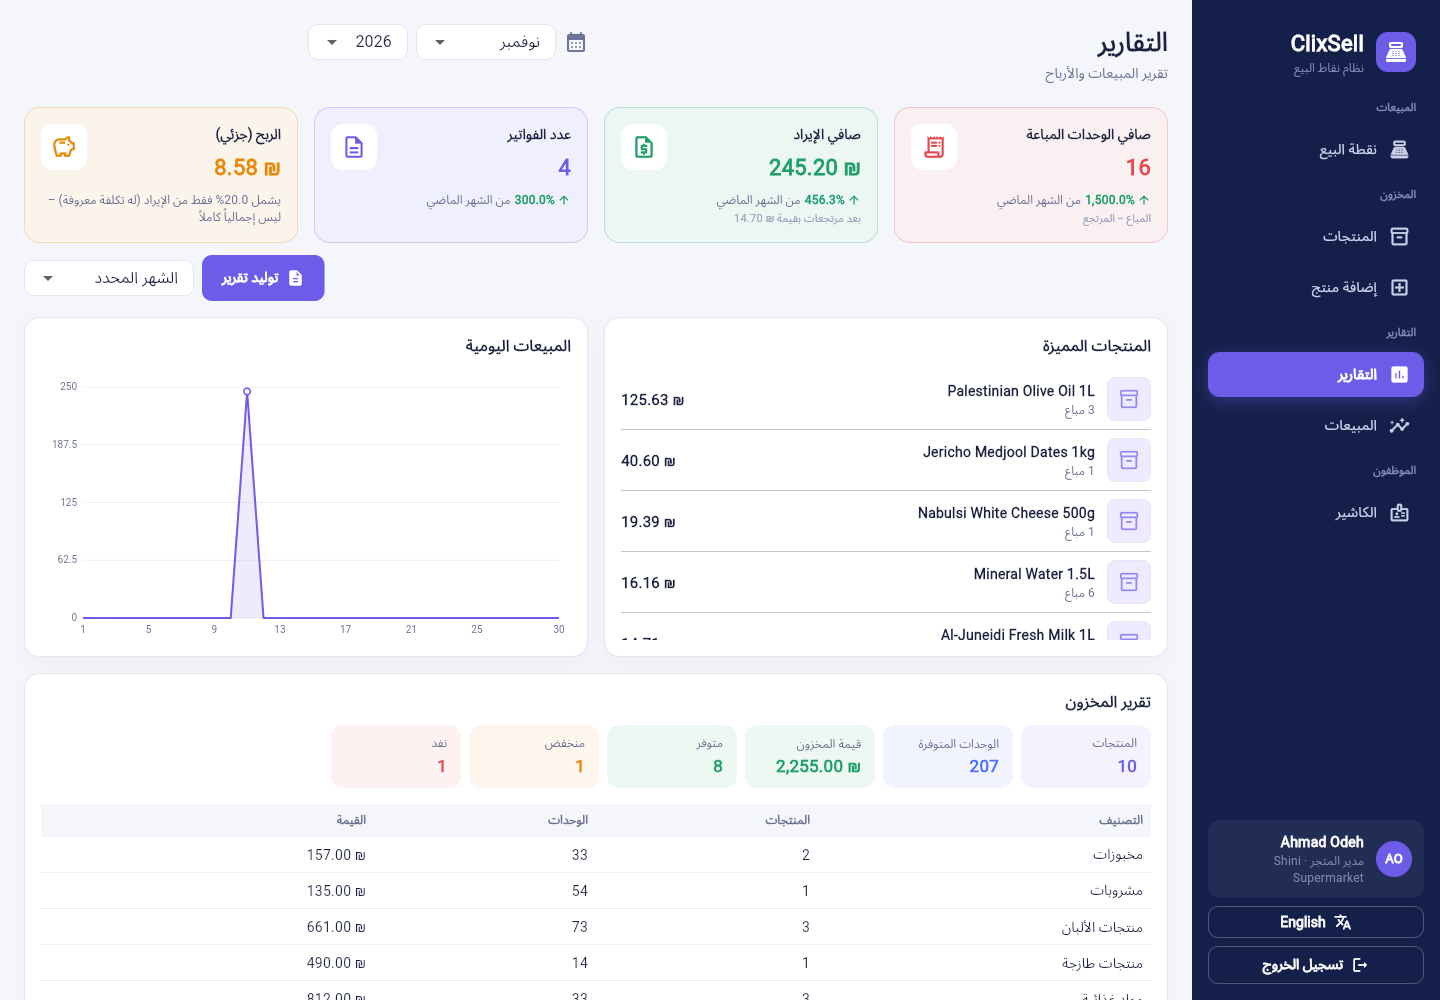 ClixSell
نظام نقاط البيع
المبيعات
نقطة البيع
المخزون
المنتجات
إضافة منتج
التقارير
التقارير
المبيعات
الموظفون
الكاشير
Ahmad Odeh
مدير المتجر · Shini
Supermarket
AO
English
تسجيل الخروج
التقارير
تقرير المبيعات والأرباح
نوفمبر
2026
صافي الوحدات المباعة
16
↑ 1,500.0% من الشهر الماضي
المباع − المرتجع
صافي الإيراد
245.20 ₪
↑ 456.3% من الشهر الماضي
بعد مرتجعات بقيمة ₪ 14.70
عدد الفواتير
4
↑ 300.0% من الشهر الماضي
الربح (جزئي)
8.58 ₪
يشمل 20.0% فقط من الإيراد (له تكلفة معروفة) –
ليس إجمالياً كاملاً
توليد تقرير
الشهر المحدد
المنتجات المميزة
Palestinian Olive Oil 1L
3 مباع
125.63 ₪
Jericho Medjool Dates 1kg
1 مباع
40.60 ₪
Nabulsi White Cheese 500g
1 مباع
19.39 ₪
Mineral Water 1.5L
6 مباع
16.16 ₪
Al-Juneidi Fresh Milk 1L
المبيعات اليومية
250
187.5
125
62.5
0
1 5 9 13 17 21 25 30
تقرير المخزون
المنتجات
10
الوحدات المتوفرة
207
قيمة المخزون
2,255.00 ₪
متوفر
8
منخفض
1
نفد
1
التصنيف المنتجات الوحدات القيمة
مخبوزات 2 33 157.00 ₪
مشروبات 1 54 135.00 ₪
منتجات الألبان 3 73 661.00 ₪
منتجات طازجة 1 14 490.00 ₪
مواد غذائية 3 33 812.00 ₪